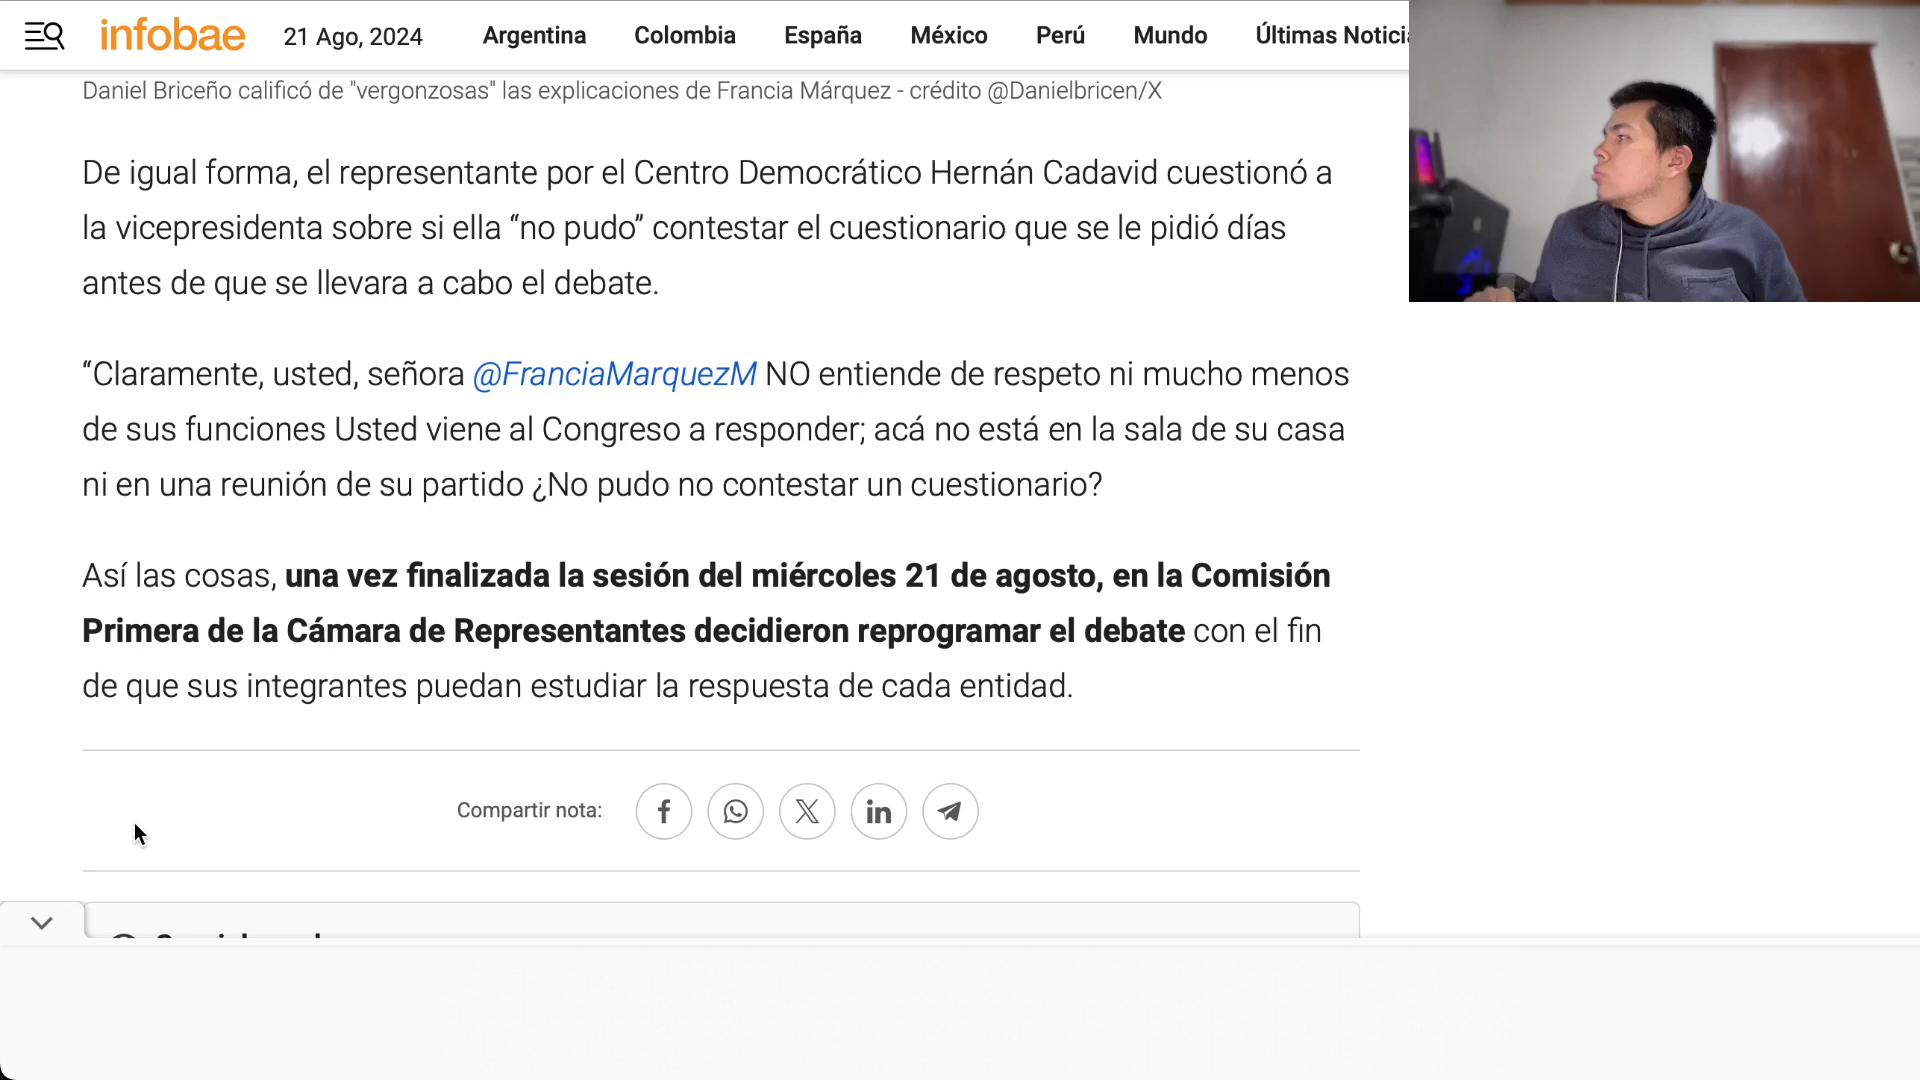 infobae 21 Ago, 2024 Argentina Colombia España México Perú Mundo Últimas
Daniel Briceño calificó de "vergonzosas" las explicaciones de Francia Márquez - crédito @Danielbricen/X
De igual forma, el representante por el Centro Democrático Hernán Cadavid cuestionó a
la vicepresidenta sobre si ella “no pudo” contestar el cuestionario que se le pidió días
antes de que se llevara a cabo el debate.
“Claramente, usted, señora @FranciaMarquezM NO entiende de respeto ni mucho menos
de sus funciones Usted viene al Congreso a responder; acá no está en la sala de su casa
ni en una reunión de su partido ¿No pudo no contestar un cuestionario?
Así las cosas, una vez finalizada la sesión del miércoles 21 de agosto, en la Comisión
Primera de la Cámara de Representantes decidieron reprogramar el debate con el fin
de que sus integrantes puedan estudiar la respuesta de cada entidad.
Compartir nota: